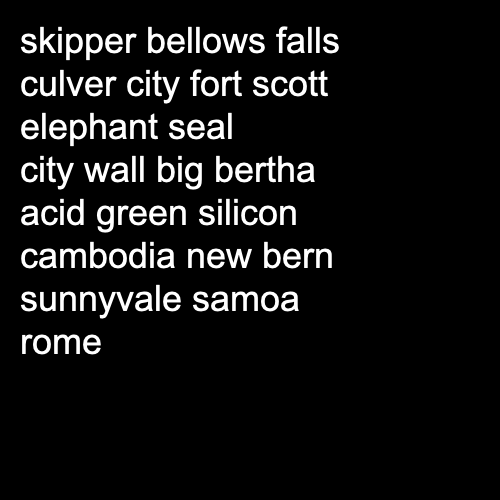 skipper bellows falls
culver city fort scott
elephant seal
city wall big bertha
acid green silicon
cambodia new bern
sunnyvale samoa
rome